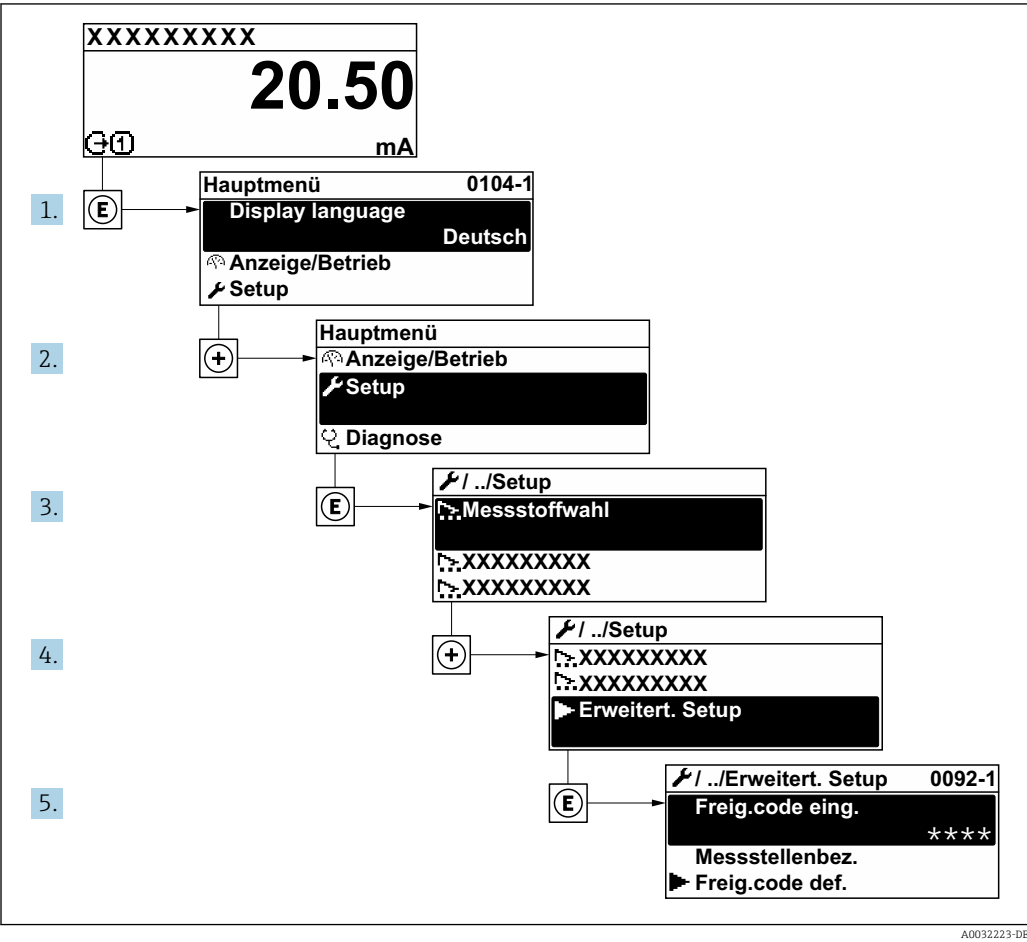 XXXXXXXXX
20.50
1 mA
1. E
Hauptmenü 0104-1
Display language
Deutsch
Anzeige/Betrieb
Setup
2. +
Hauptmenü
Anzeige/Betrieb
Setup
Diagnose
3. E
/ ../Setup
Messstoffwahl
XXXXXXXXX
XXXXXXXXX
4. +
/ ../Setup
XXXXXXXXX
XXXXXXXXX
Erweitert. Setup
5. E
/ ../Erweitert. Setup 0092-1
Freig.code eing.
****
Messstellenbez.
Freig.code def.
A0032223-DE